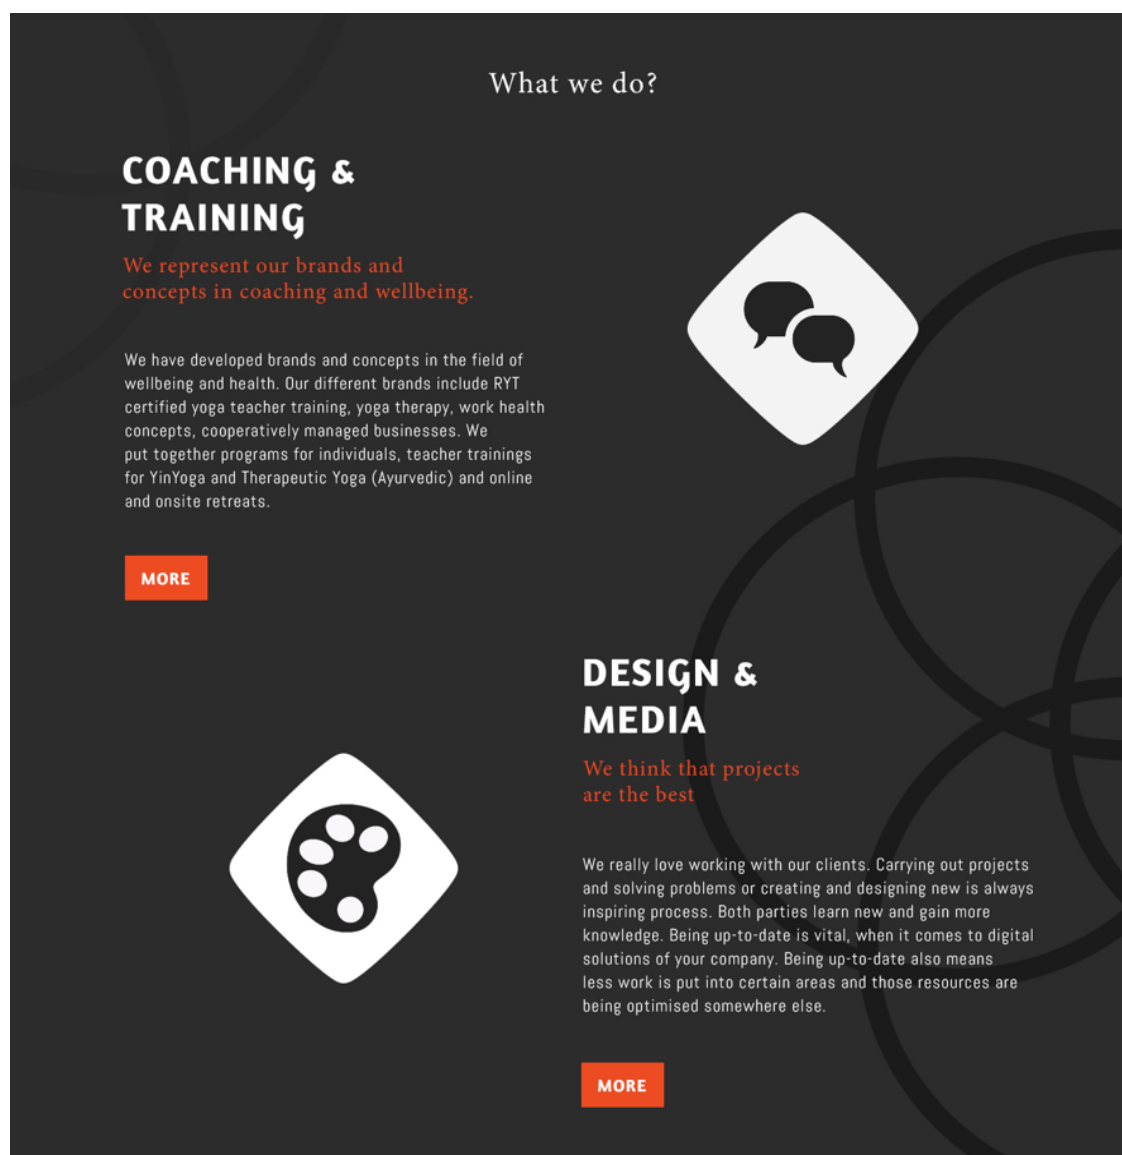 What we do?
COACHING &
TRAINING
We represent our brands and
concepts in coaching and wellbeing.
We have developed brands and concepts in the field of
wellbeing and health. Our different brands include RYT
certified yoga teacher training, yoga therapy, work health
concepts, cooperatively managed businesses. We
put together programs for individuals, teacher trainings
for YinYoga and Therapeutic Yoga (Ayurvedic) and online
and onsite retreats.
MORE
DESIGN &
MEDIA
We think that projects
are the best
We really love working with our clients. Carrying out projects
and solving problems or creating and designing new is always
inspiring process. Both parties learn new and gain more
knowledge. Being up-to-date is vital, when it comes to digital
solutions of your company. Being up-to-date also means
less work is put into certain areas and those resources are
being optimised somewhere else.
MORE